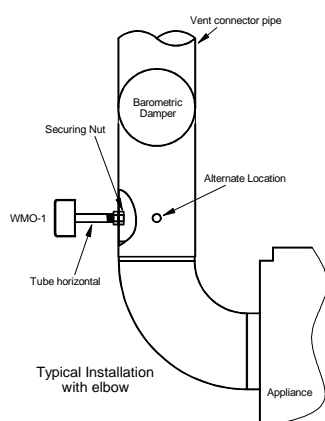 Vent connector pipe
Barometric
Damper
Securing Nut
Alternate Location
WMO-1
Tube horizontal
Typical Installation
with elbow
Appliance